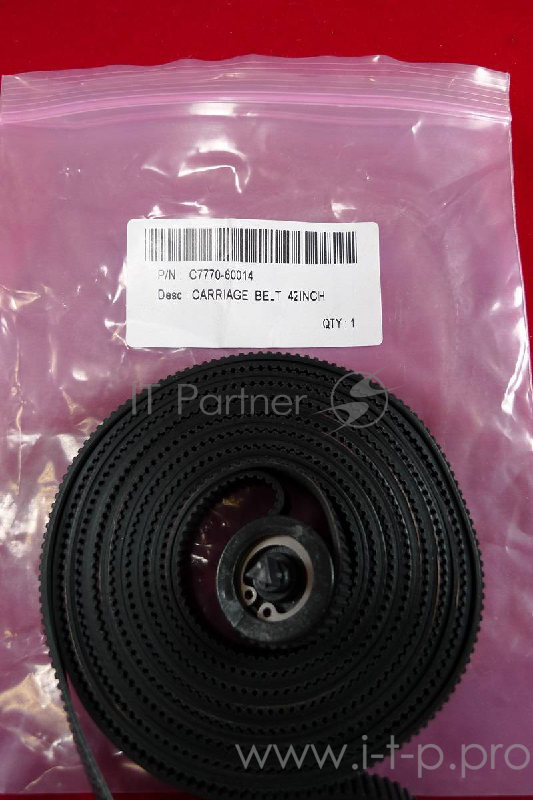 P/N : C7770-60014
Desc : CARRIAGE BELT 42INCH
QTY : 1
IT Partner
www.i-t-p.pro